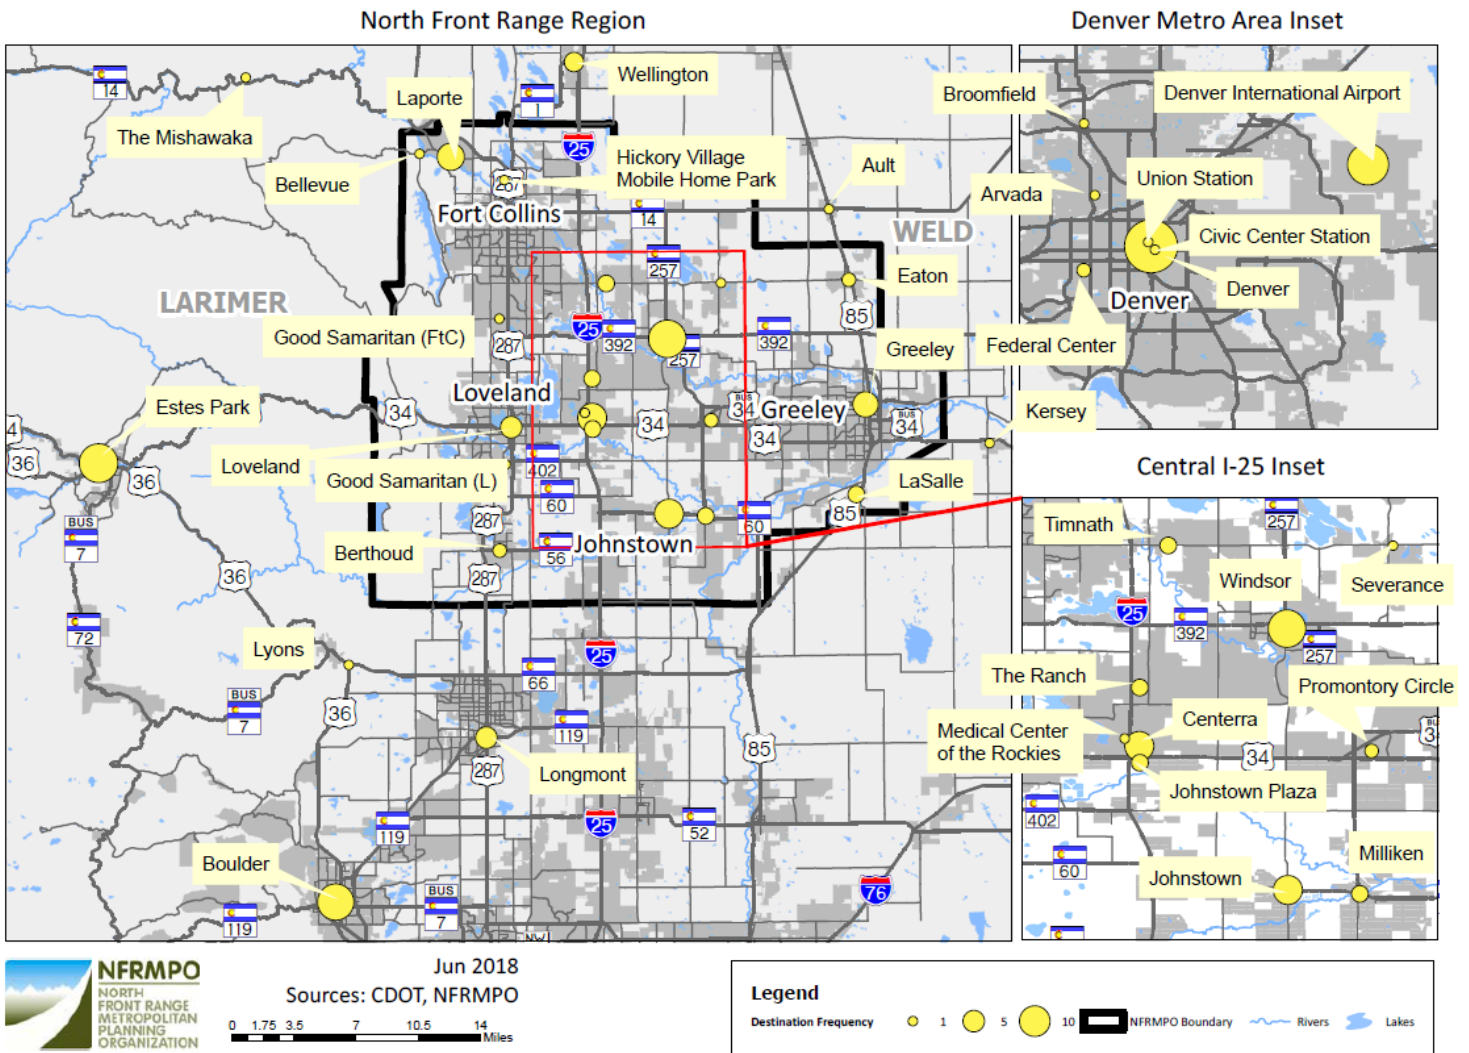 North Front Range Region
Denver Metro Area Inset
14
The Mishawaka
Laporte
1
Wellington
25
Bellevue
287
Hickory Village
Mobile Home Park
Ault
Fort Collins
14
WELD
257
Eaton
LARIMER
85
Good Samaritan (FtC)
287
25
392
257
392
Greeley
Loveland
Estes Park
34
34
BUS
34
Greeley
34
BUS
34
Kersey
4
36
36
Loveland
402
Good Samaritan (L)
60
LaSalle
287
60
85
BUS
7
Berthoud
56
Johnstown
36
287
72
Lyons
25
66
BUS
7
36
119
85
287
Longmont
119
25
52
Boulder
76
119
BUS
7
NW
Broomfield
Denver International Airport
Arvada
Union Station
Civic Center Station
Denver
Denver
Federal Center
Central I-25 Inset
Timnath
257
Windsor
Severance
25
392
257
The Ranch
Promontory Circle
Medical Center
of the Rockies
Centerra
BUS
34
3
Johnstown Plaza
402
60
Johnstown
Milliken
NFRMPO
NORTH
FRONT RANGE
METROPOLITAN
PLANNING
ORGANIZATION
Jun 2018
Sources: CDOT, NFRMPO
0 1.75 3.5 7 10.5 14
Miles
Legend
Destination Frequency 1 5 10 NFRMPO Boundary Rivers Lakes